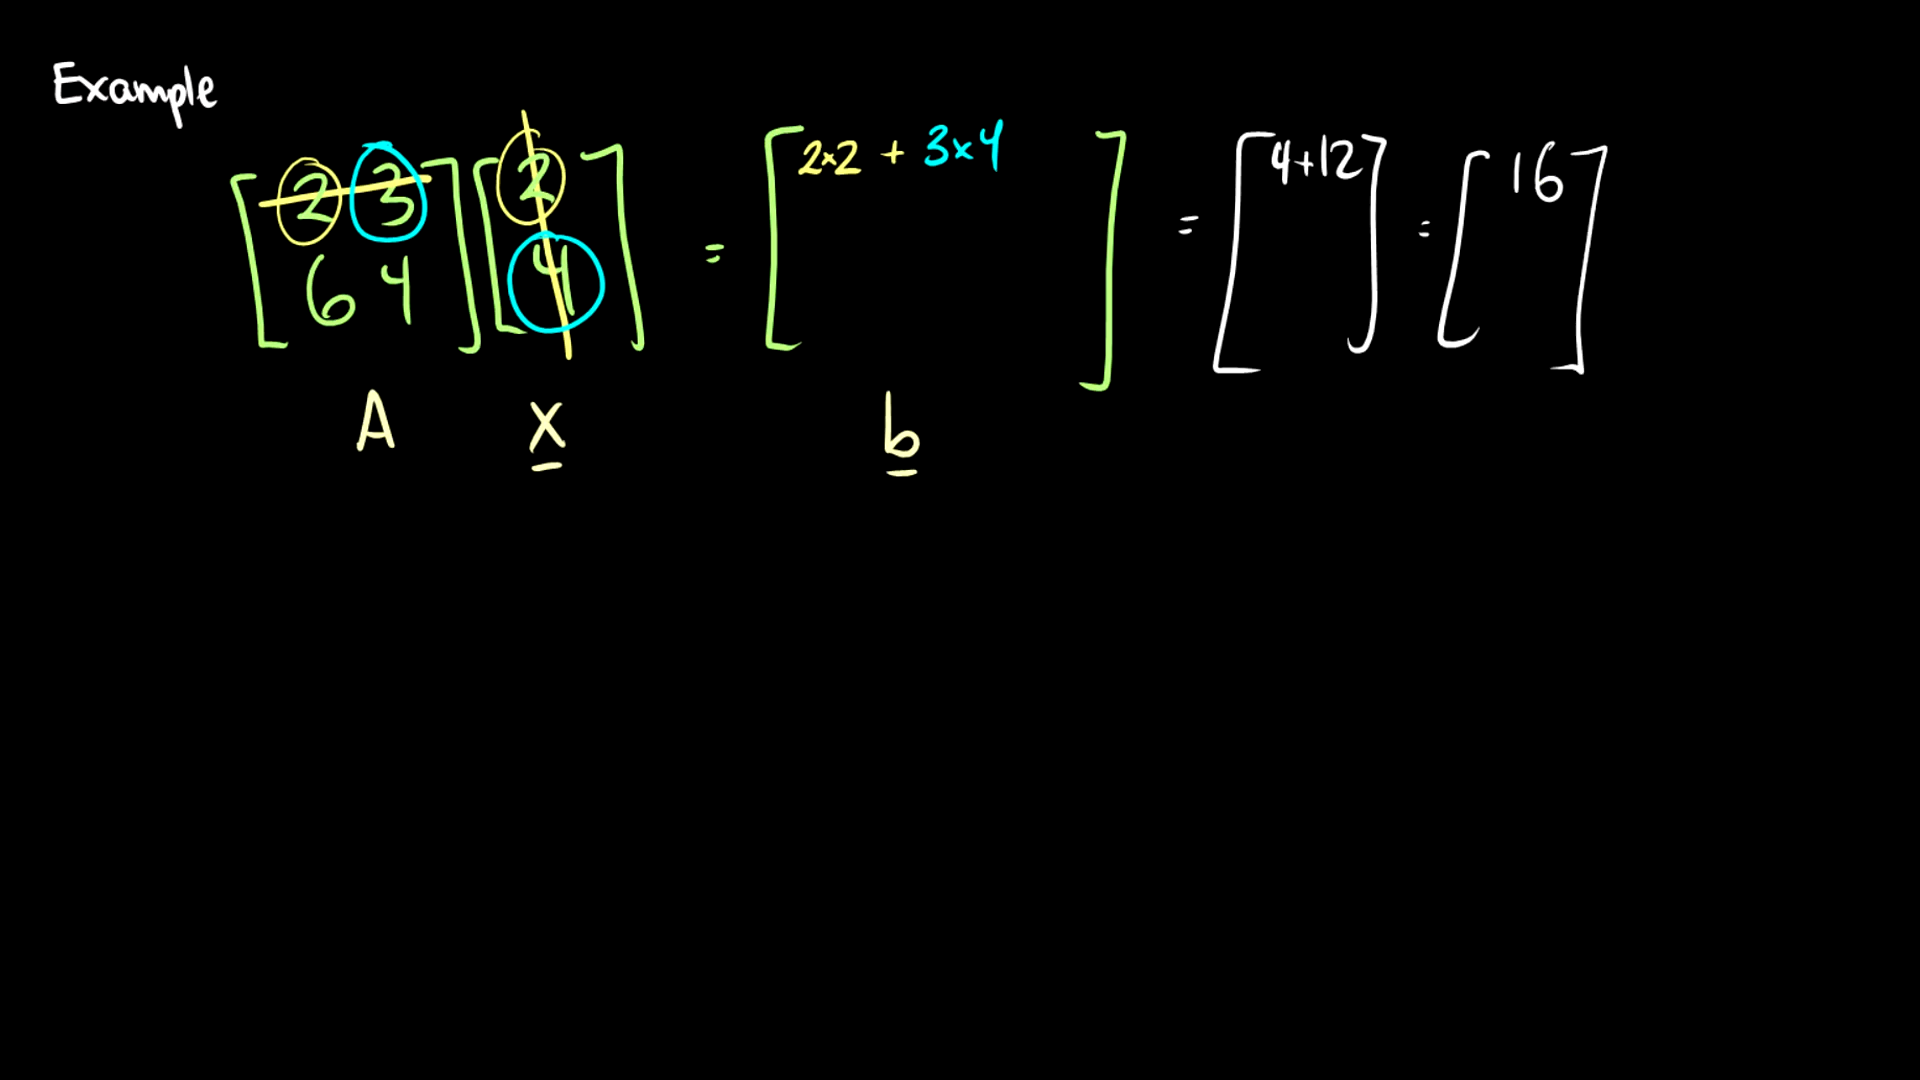 Example
[2 3] [2] = [2×2 + 3×4] = [4+12] = [16]
[6 4] [4]
A x b